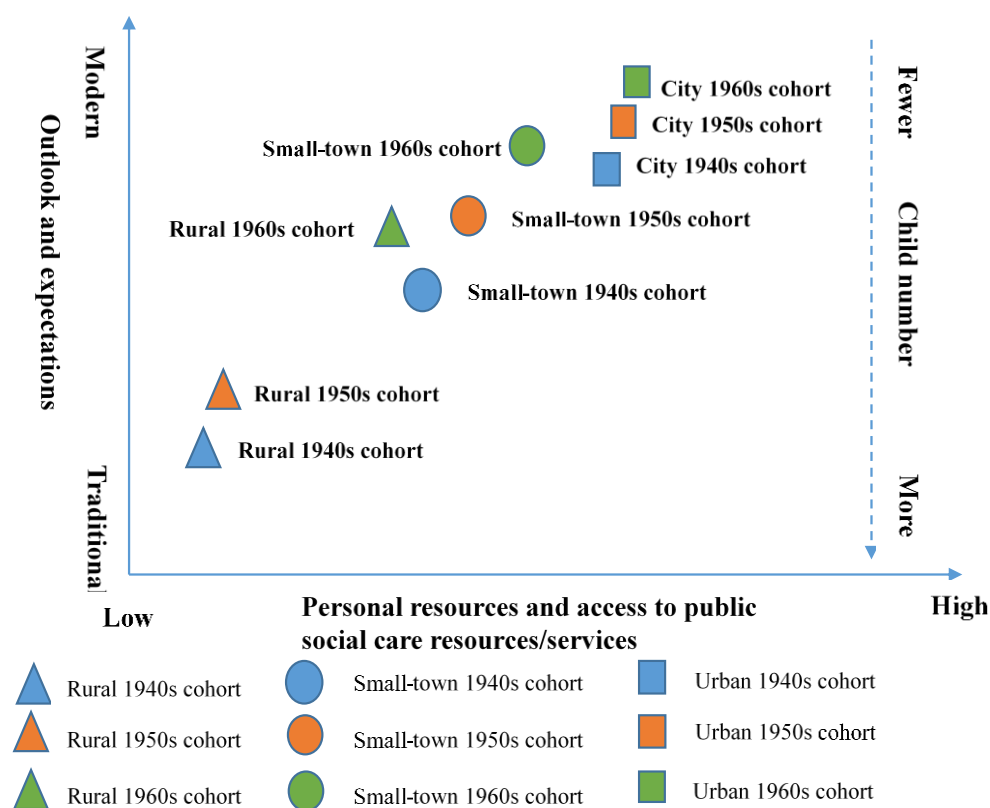 Modern
Outlook and expectations
Traditional
City 1960s cohort
City 1950s cohort
Small-town 1960s cohort
City 1940s cohort
Small-town 1950s cohort
Rural 1960s cohort
Small-town 1940s cohort
Rural 1950s cohort
Rural 1940s cohort
Fewer
Child number
More
Low
Personal resources and access to public
social care resources/services
High
Rural 1940s cohort
Small-town 1940s cohort
Urban 1940s cohort
Rural 1950s cohort
Small-town 1950s cohort
Urban 1950s cohort
Rural 1960s cohort
Small-town 1960s cohort
Urban 1960s cohort